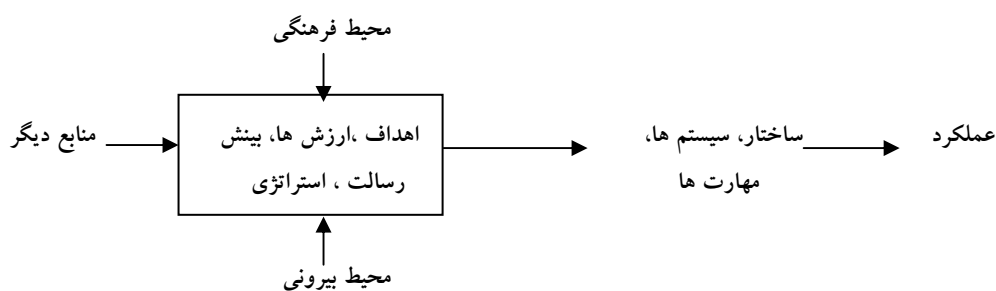 محیط فرهنگی
منابع دیگر
اهداف ،ارزش ها، بینش
رسالت ، استراتژی
ساختار، سیستم ها،
مهارت ها
عملکرد
محیط بیرونی